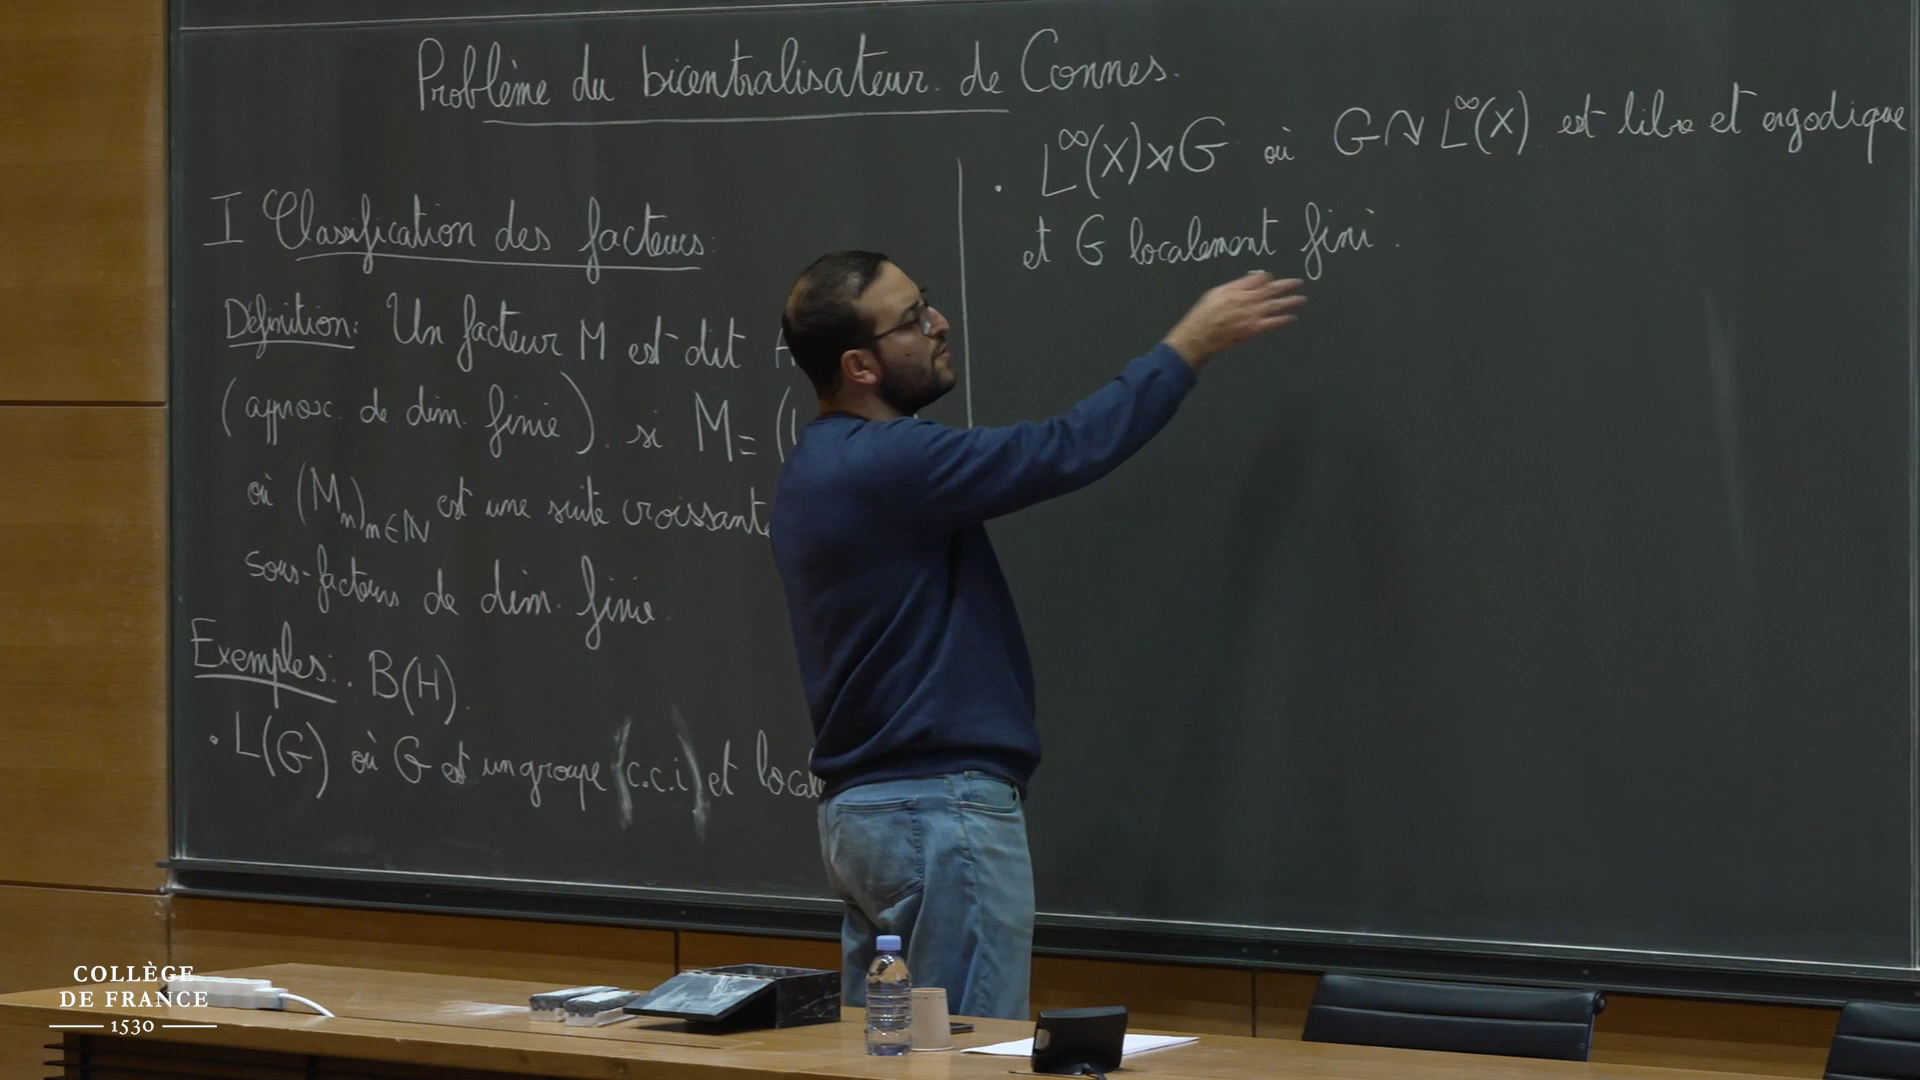 Problème du bicentralisateur de Connes.
I Classification des facteurs:
Définition: Un facteur M est dit A
(approx. de dim. finie). si M = (
où (Mn)n∈ℕ est une suite croissante
sous-facteurs de dim. finie.
Exemples: . B(H).
. L(G) où G est un groupe (c.c.i) et local
. L^∞(X)⋊G où G↷L^∞(X) est libre et ergodique
et G localement fini.
COLLÈGE
DE FRANCE
1530